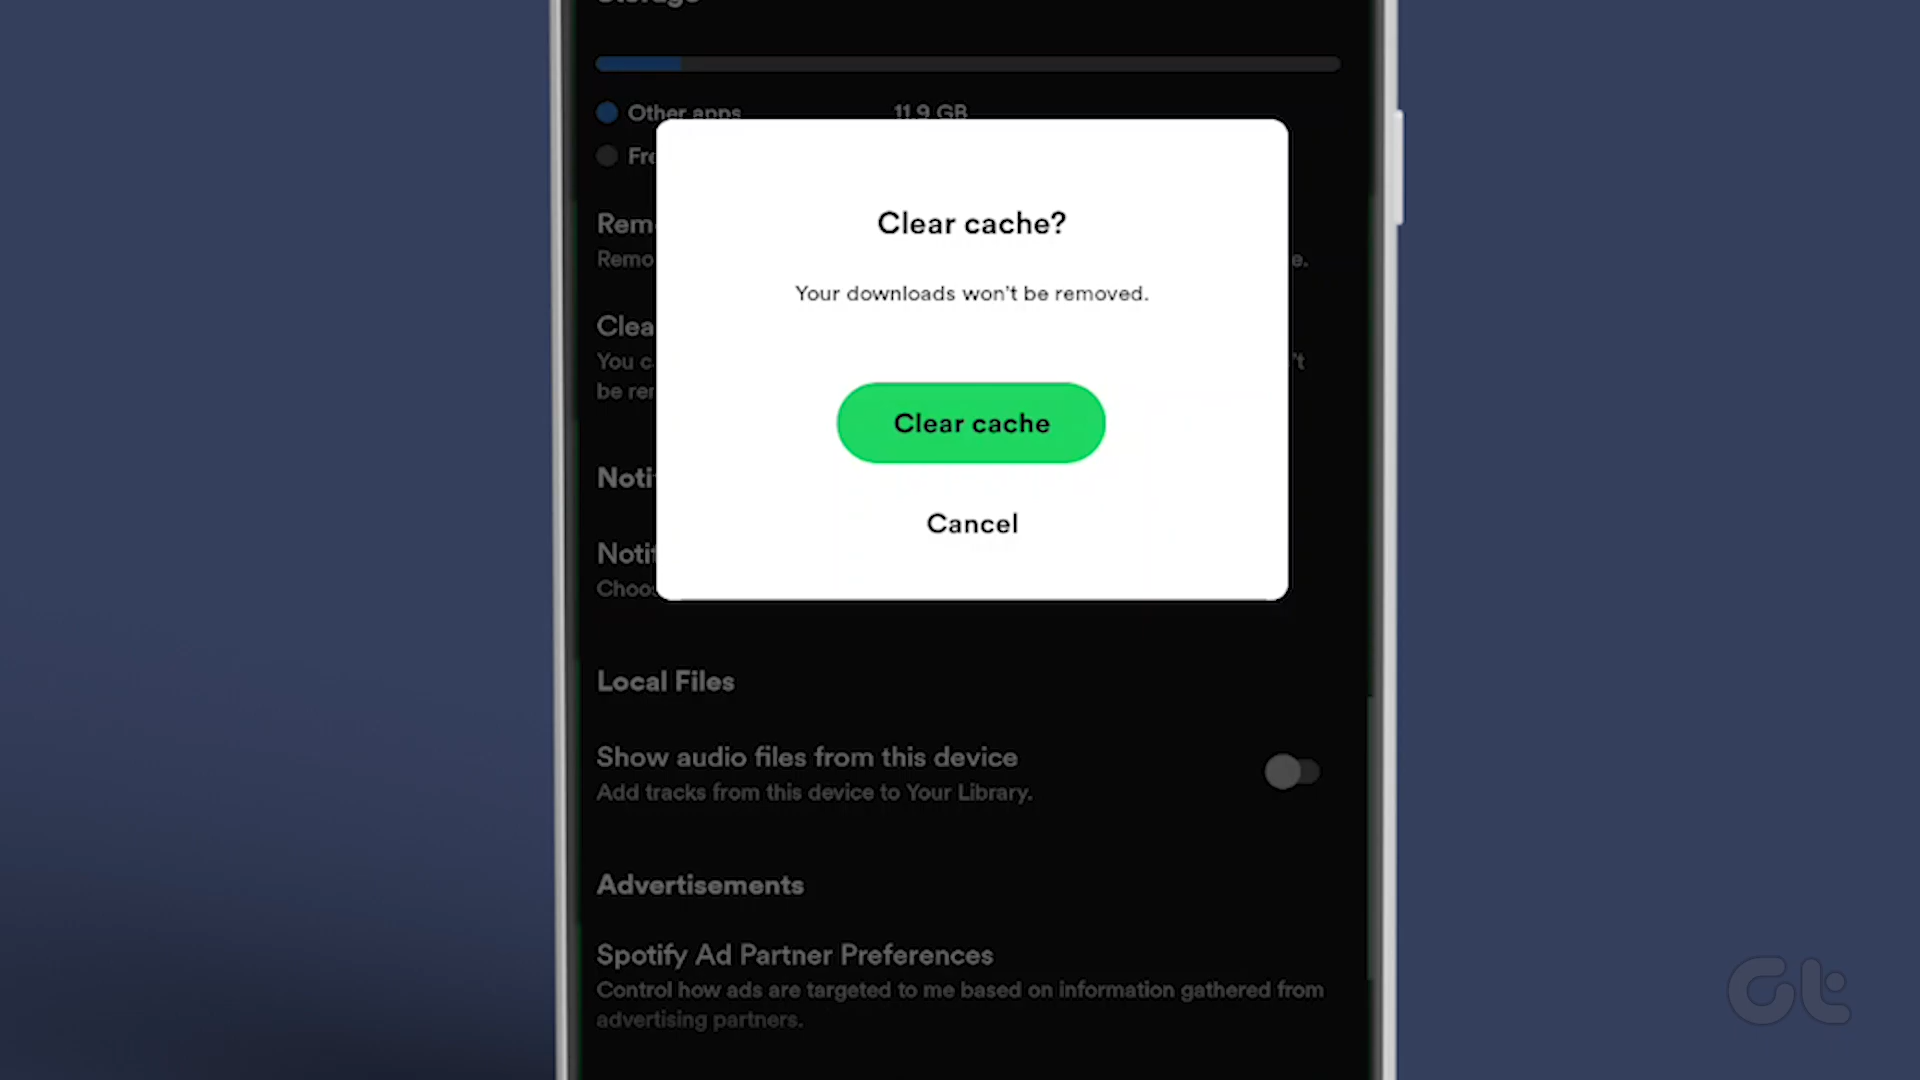 Storage
Other apps 11.9 GB
Clear cache?
Your downloads won't be removed.
Clear cache
Cancel
Local Files
Show audio files from this device
Add tracks from this device to Your Library.
Advertisements
Spotify Ad Partner Preferences
Control how ads are targeted to me based on information gathered from
advertising partners.